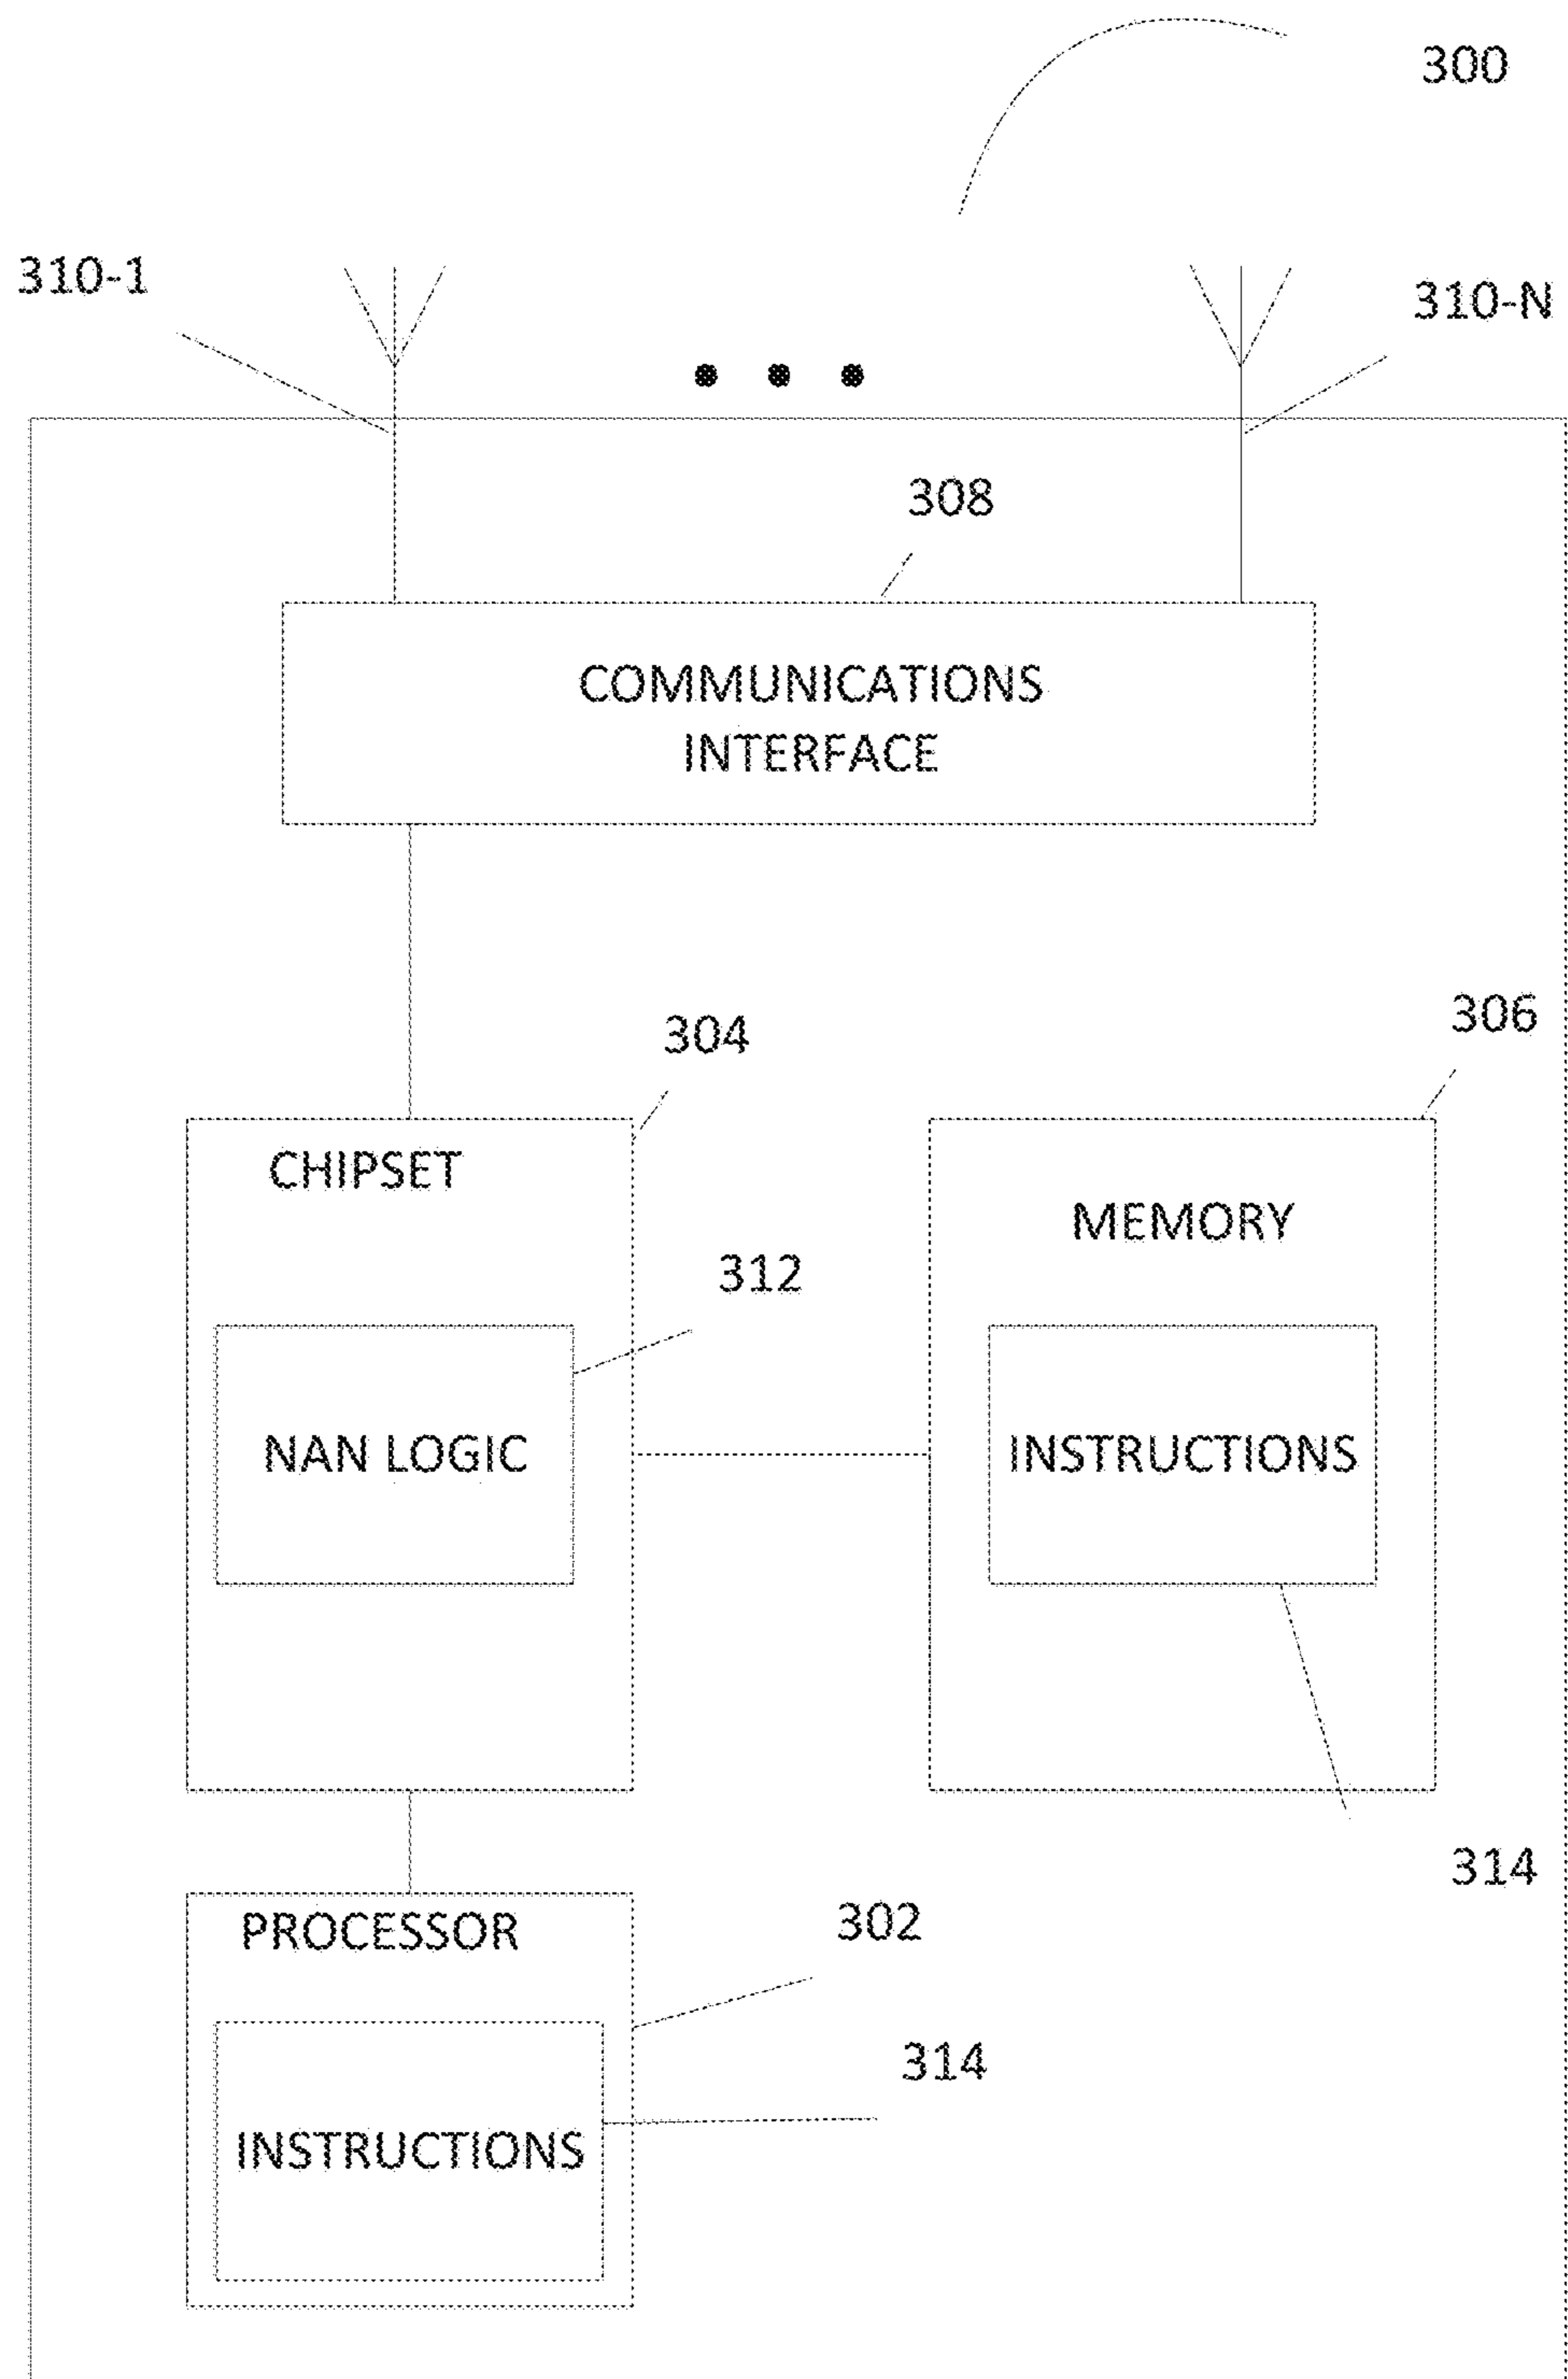 300
310-1
310-N
308
COMMUNICATIONS
INTERFACE
304
306
CHIPSET
MEMORY
312
NAN LOGIC
INSTRUCTIONS
314
PROCESSOR
302
314
INSTRUCTIONS